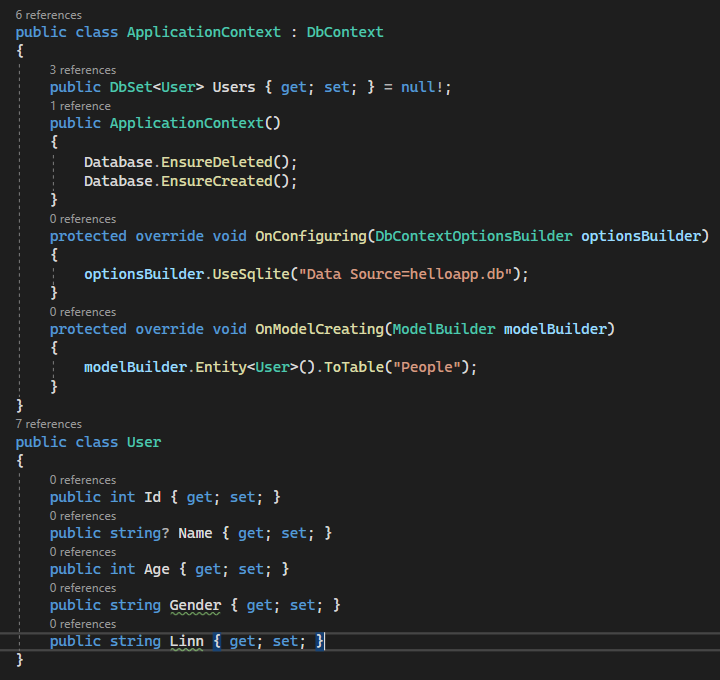 6 references
public class ApplicationContext : DbContext
{
3 references
public DbSet<User> Users { get; set; } = null!;
1 reference
public ApplicationContext()
{
Database.EnsureDeleted();
Database.EnsureCreated();
}
0 references
protected override void OnConfiguring(DbContextOptionsBuilder optionsBuilder)
{
optionsBuilder.UseSqlite("Data Source=helloapp.db");
}
0 references
protected override void OnModelCreating(ModelBuilder modelBuilder)
{
modelBuilder.Entity<User>().ToTable("People");
}
}
7 references
public class User
{
0 references
public int Id { get; set; }
0 references
public string? Name { get; set; }
0 references
public int Age { get; set; }
0 references
public string Gender { get; set; }
0 references
public string Linn { get; set; }
}